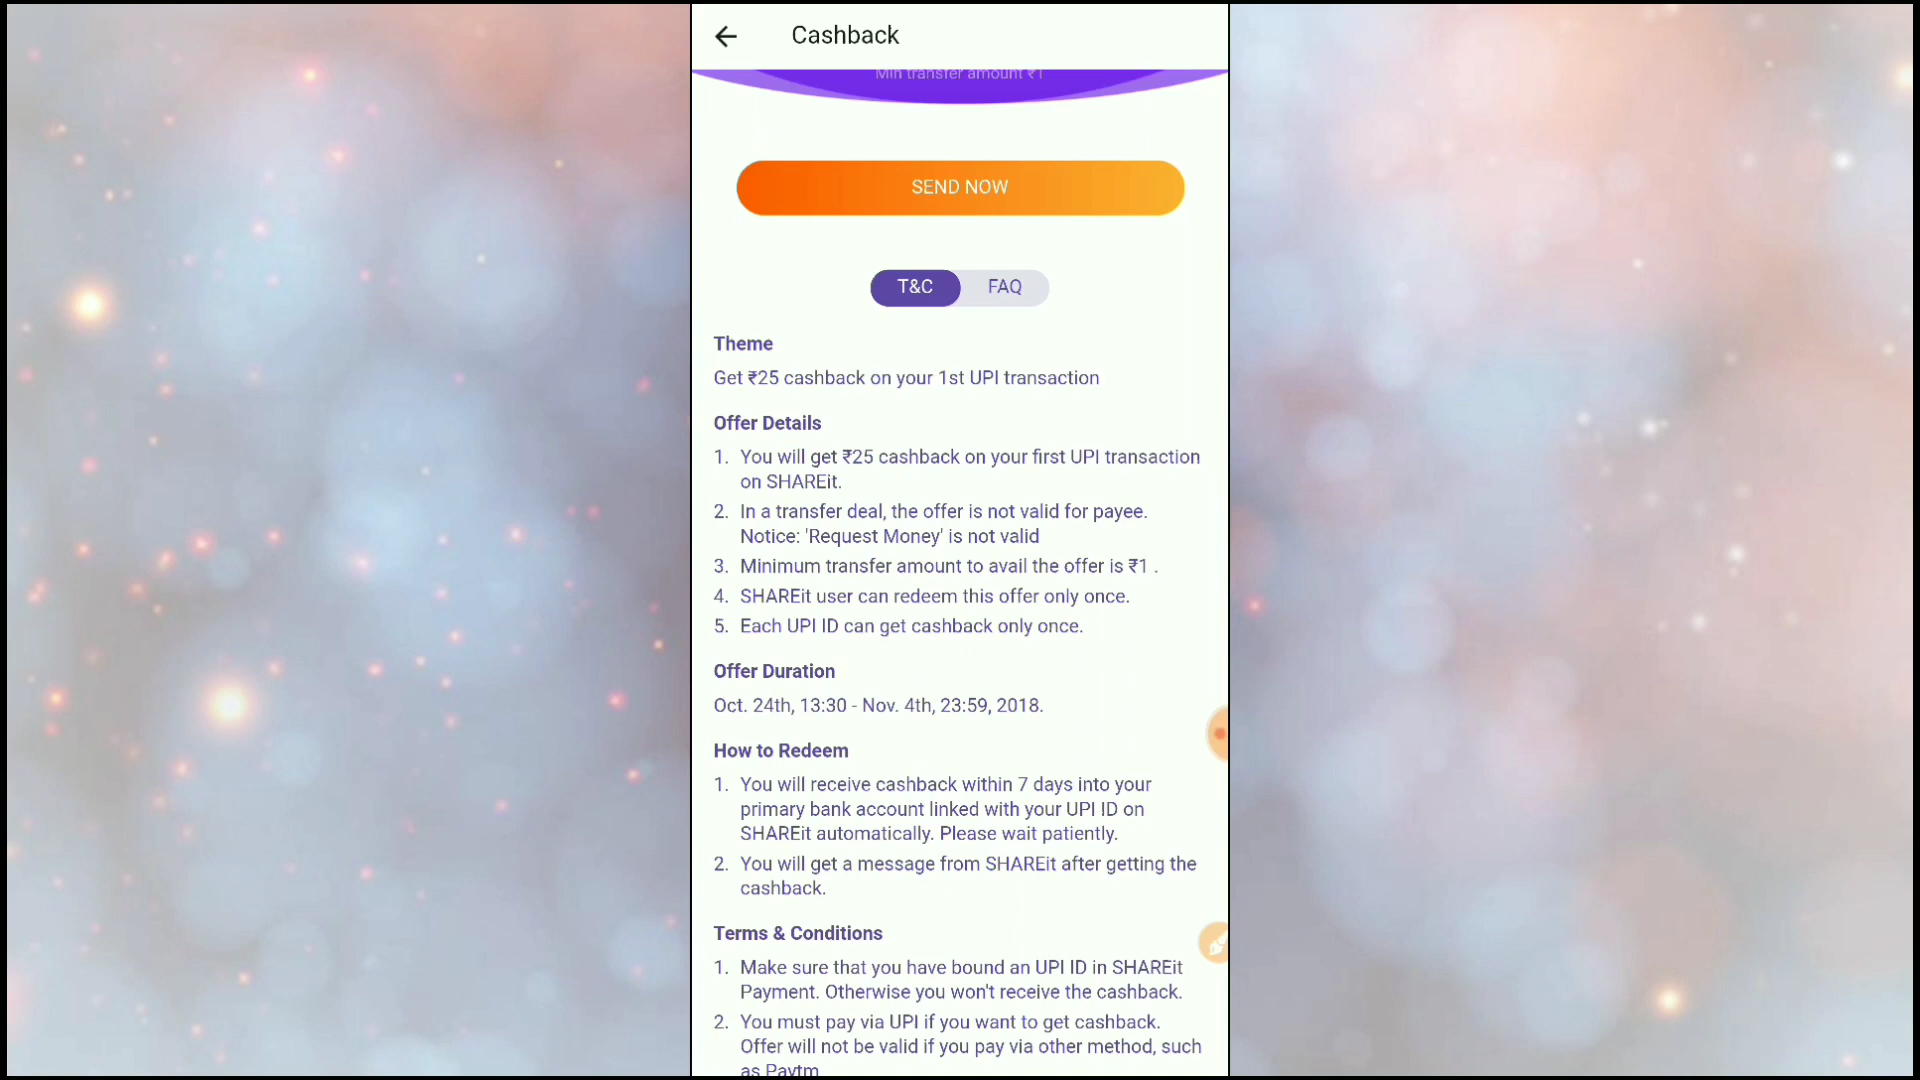 Cashback
Min transfer amount ₹1
SEND NOW
T&C FAQ
Theme
Get ₹25 cashback on your 1st UPI transaction
Offer Details
1. You will get ₹25 cashback on your first UPI transaction
on SHAREit.
2. In a transfer deal, the offer is not valid for payee.
Notice: 'Request Money' is not valid
3. Minimum transfer amount to avail the offer is ₹1 .
4. SHAREit user can redeem this offer only once.
5. Each UPI ID can get cashback only once.
Offer Duration
Oct. 24th, 13:30 - Nov. 4th, 23:59, 2018.
How to Redeem
1. You will receive cashback within 7 days into your
primary bank account linked with your UPI ID on
SHAREit automatically. Please wait patiently.
2. You will get a message from SHAREit after getting the
cashback.
Terms & Conditions
1. Make sure that you have bound an UPI ID in SHAREit
Payment. Otherwise you won't receive the cashback.
2. You must pay via UPI if you want to get cashback.
Offer will not be valid if you pay via other method, such
as Paytm